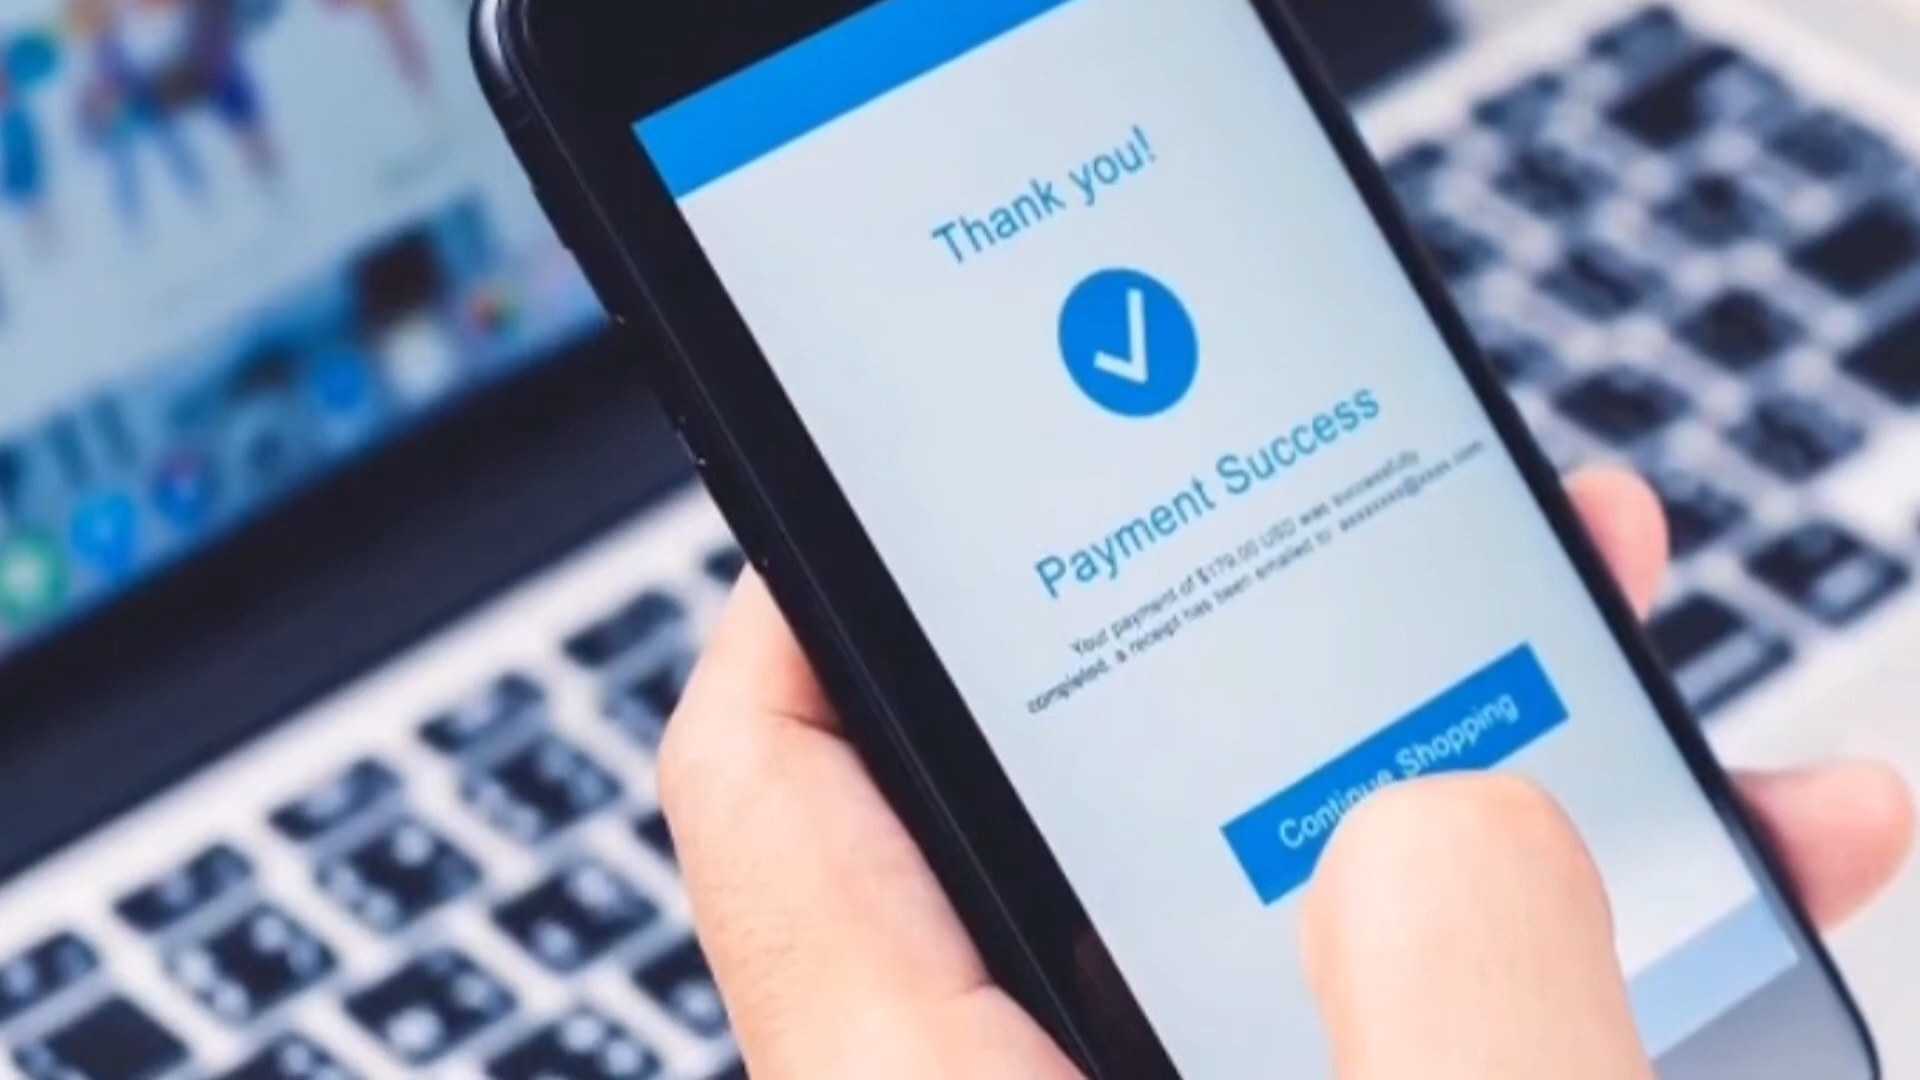 Thank you!
Payment Success
Your payment of $179.00 USD was successfully
completed, a receipt has been emailed to
Continue Shopping